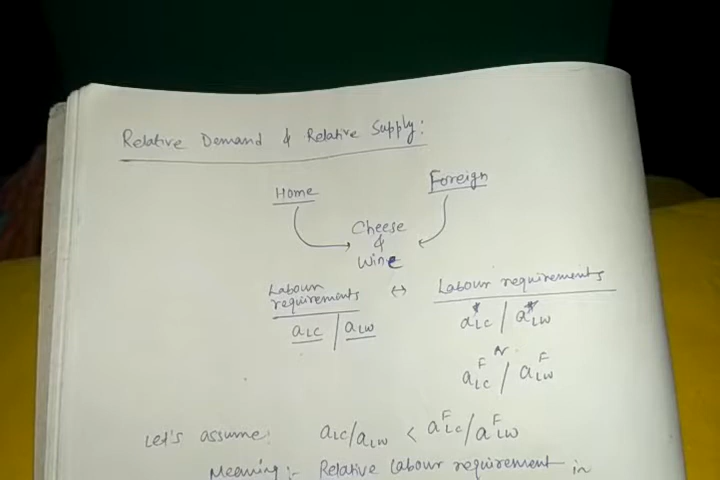 Relative Demand & Relative Supply:
Home Foreign
Cheese
&
Wine
Labour requirements ↔ Labour requirements
aLC | aLW a*LC | a*LW
or
aFLC / aFLW
Let's assume: aLC/aLW < aFLC/aFLW
Meaning:- Relative labour requirement in